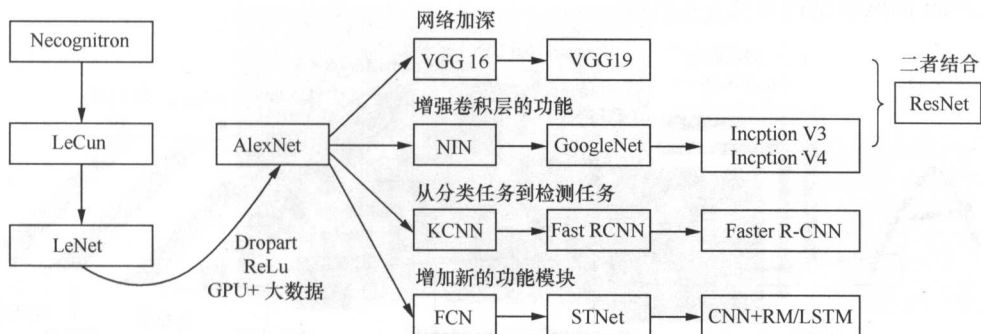 Necognitron
LeCun
LeNet
AlexNet
Dropart
ReLu
GPU+ 大数据
网络加深
VGG 16
VGG19
增强卷积层的功能
NIN
GoogleNet
Incption V3
Incption V4
从分类任务到检测任务
KCNN
Fast RCNN
Faster R-CNN
增加新的功能模块
FCN
STNet
CNN+RM/LSTM
二者结合
ResNet